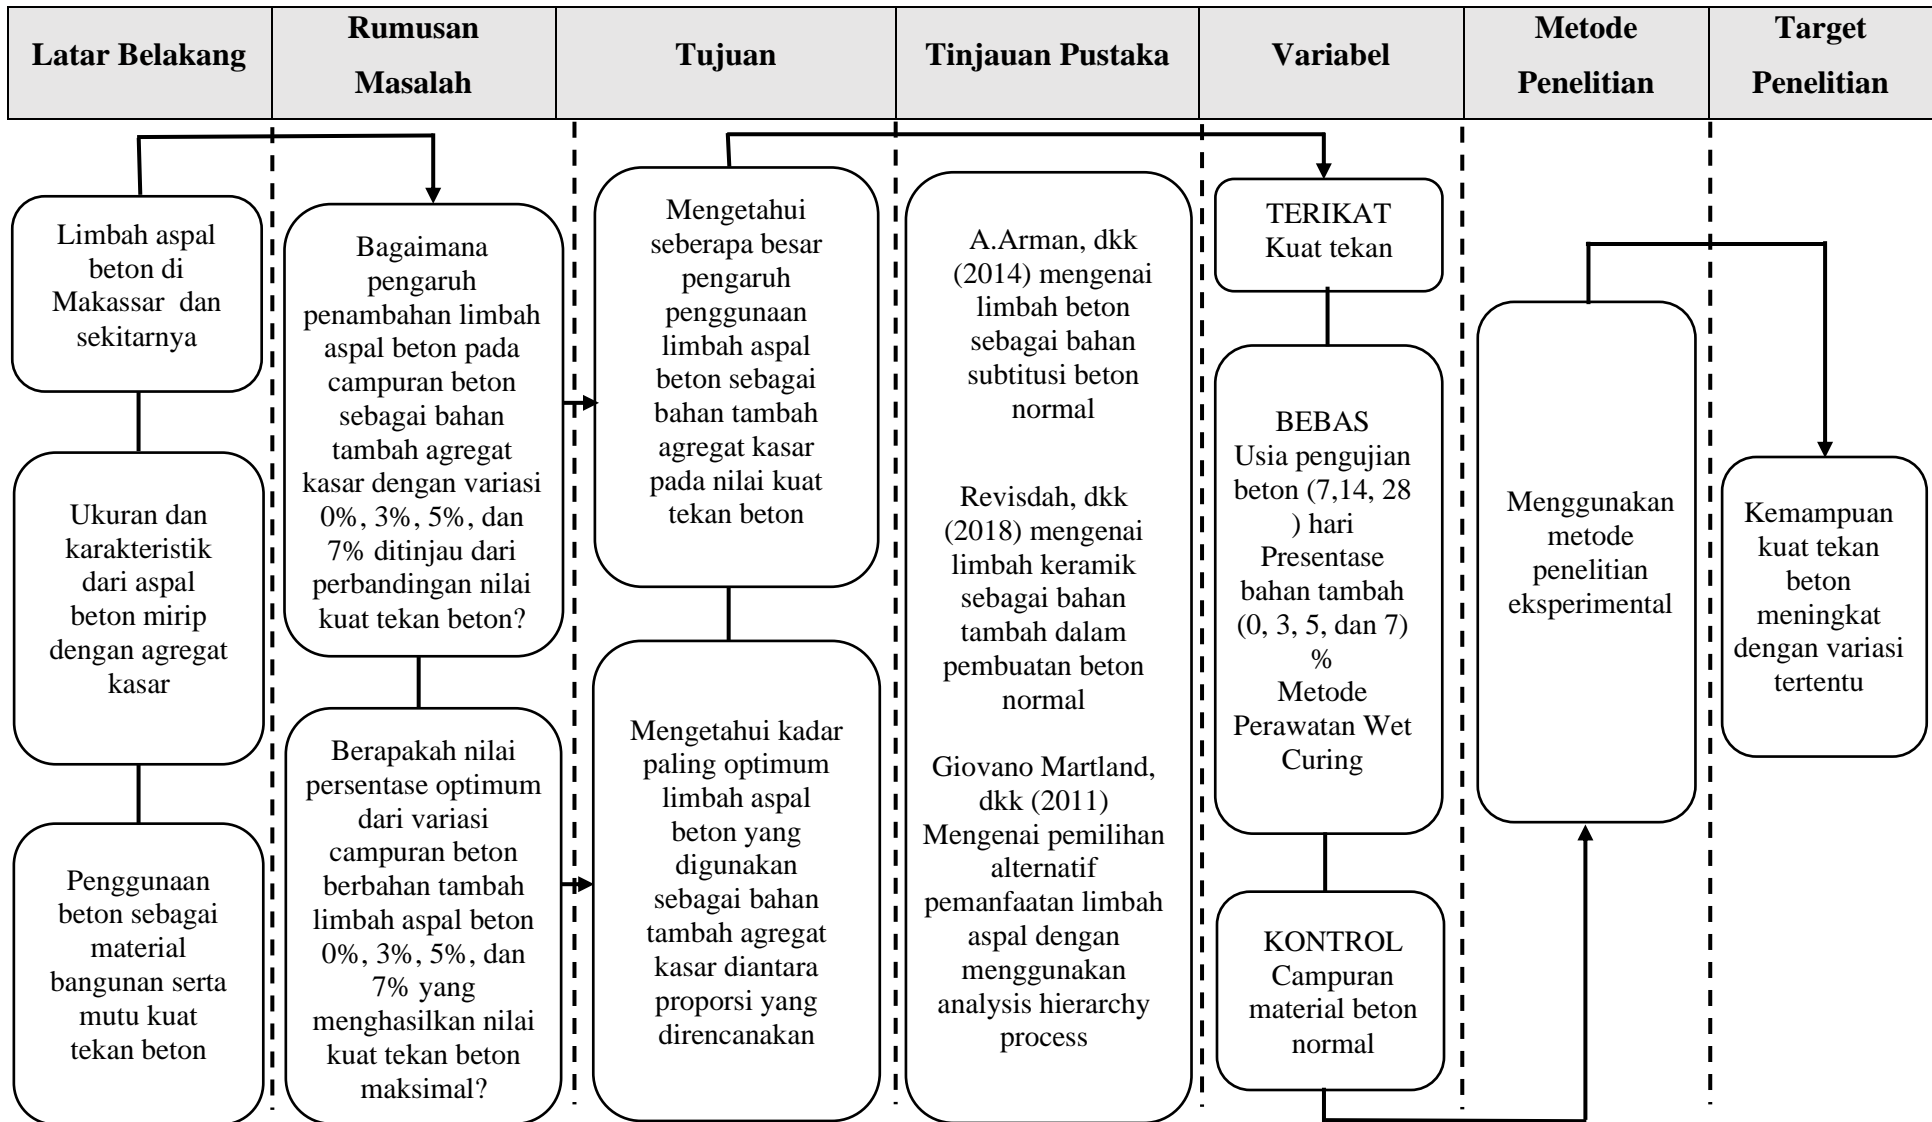 Latar Belakang
Rumusan
Masalah
Tujuan
Tinjauan Pustaka
Variabel
Metode
Penelitian
Target
Penelitian
Limbah aspal
beton di
Makassar dan
sekitarnya
Ukuran dan
karakteristik
dari aspal
beton mirip
dengan agregat
kasar
Penggunaan
beton sebagai
material
bangunan serta
mutu kuat
tekan beton
Bagaimana
pengaruh
penambahan limbah
aspal beton pada
campuran beton
sebagai bahan
tambah agregat
kasar dengan variasi
0%, 3%, 5%, dan
7% ditinjau dari
perbandingan nilai
kuat tekan beton?
Berapakah nilai
persentase optimum
dari variasi
campuran beton
berbahan tambah
limbah aspal beton
0%, 3%, 5%, dan
7% yang
menghasilkan nilai
kuat tekan beton
maksimal?
Mengetahui
seberapa besar
pengaruh
penggunaan
limbah aspal
beton sebagai
bahan tambah
agregat kasar
pada nilai kuat
tekan beton
Mengetahui kadar
paling optimum
limbah aspal
beton yang
digunakan
sebagai bahan
tambah agregat
kasar diantara
proporsi yang
direncanakan
A.Arman, dkk
(2014) mengenai
limbah beton
sebagai bahan
subtitusi beton
normal
Revisdah, dkk
(2018) mengenai
limbah keramik
sebagai bahan
tambah dalam
pembuatan beton
normal
Giovano Martland,
dkk (2011)
Mengenai pemilihan
alternatif
pemanfaatan limbah
aspal dengan
menggunakan
analysis hierarchy
process
TERIKAT
Kuat tekan
BEBAS
Usia pengujian
beton (7,14, 28
) hari
Presentase
bahan tambah
(0, 3, 5, dan 7)
%
Metode
Perawatan Wet
Curing
KONTROL
Campuran
material beton
normal
Menggunakan
metode
penelitian
eksperimental
Kemampuan
kuat tekan
beton
meningkat
dengan variasi
tertentu